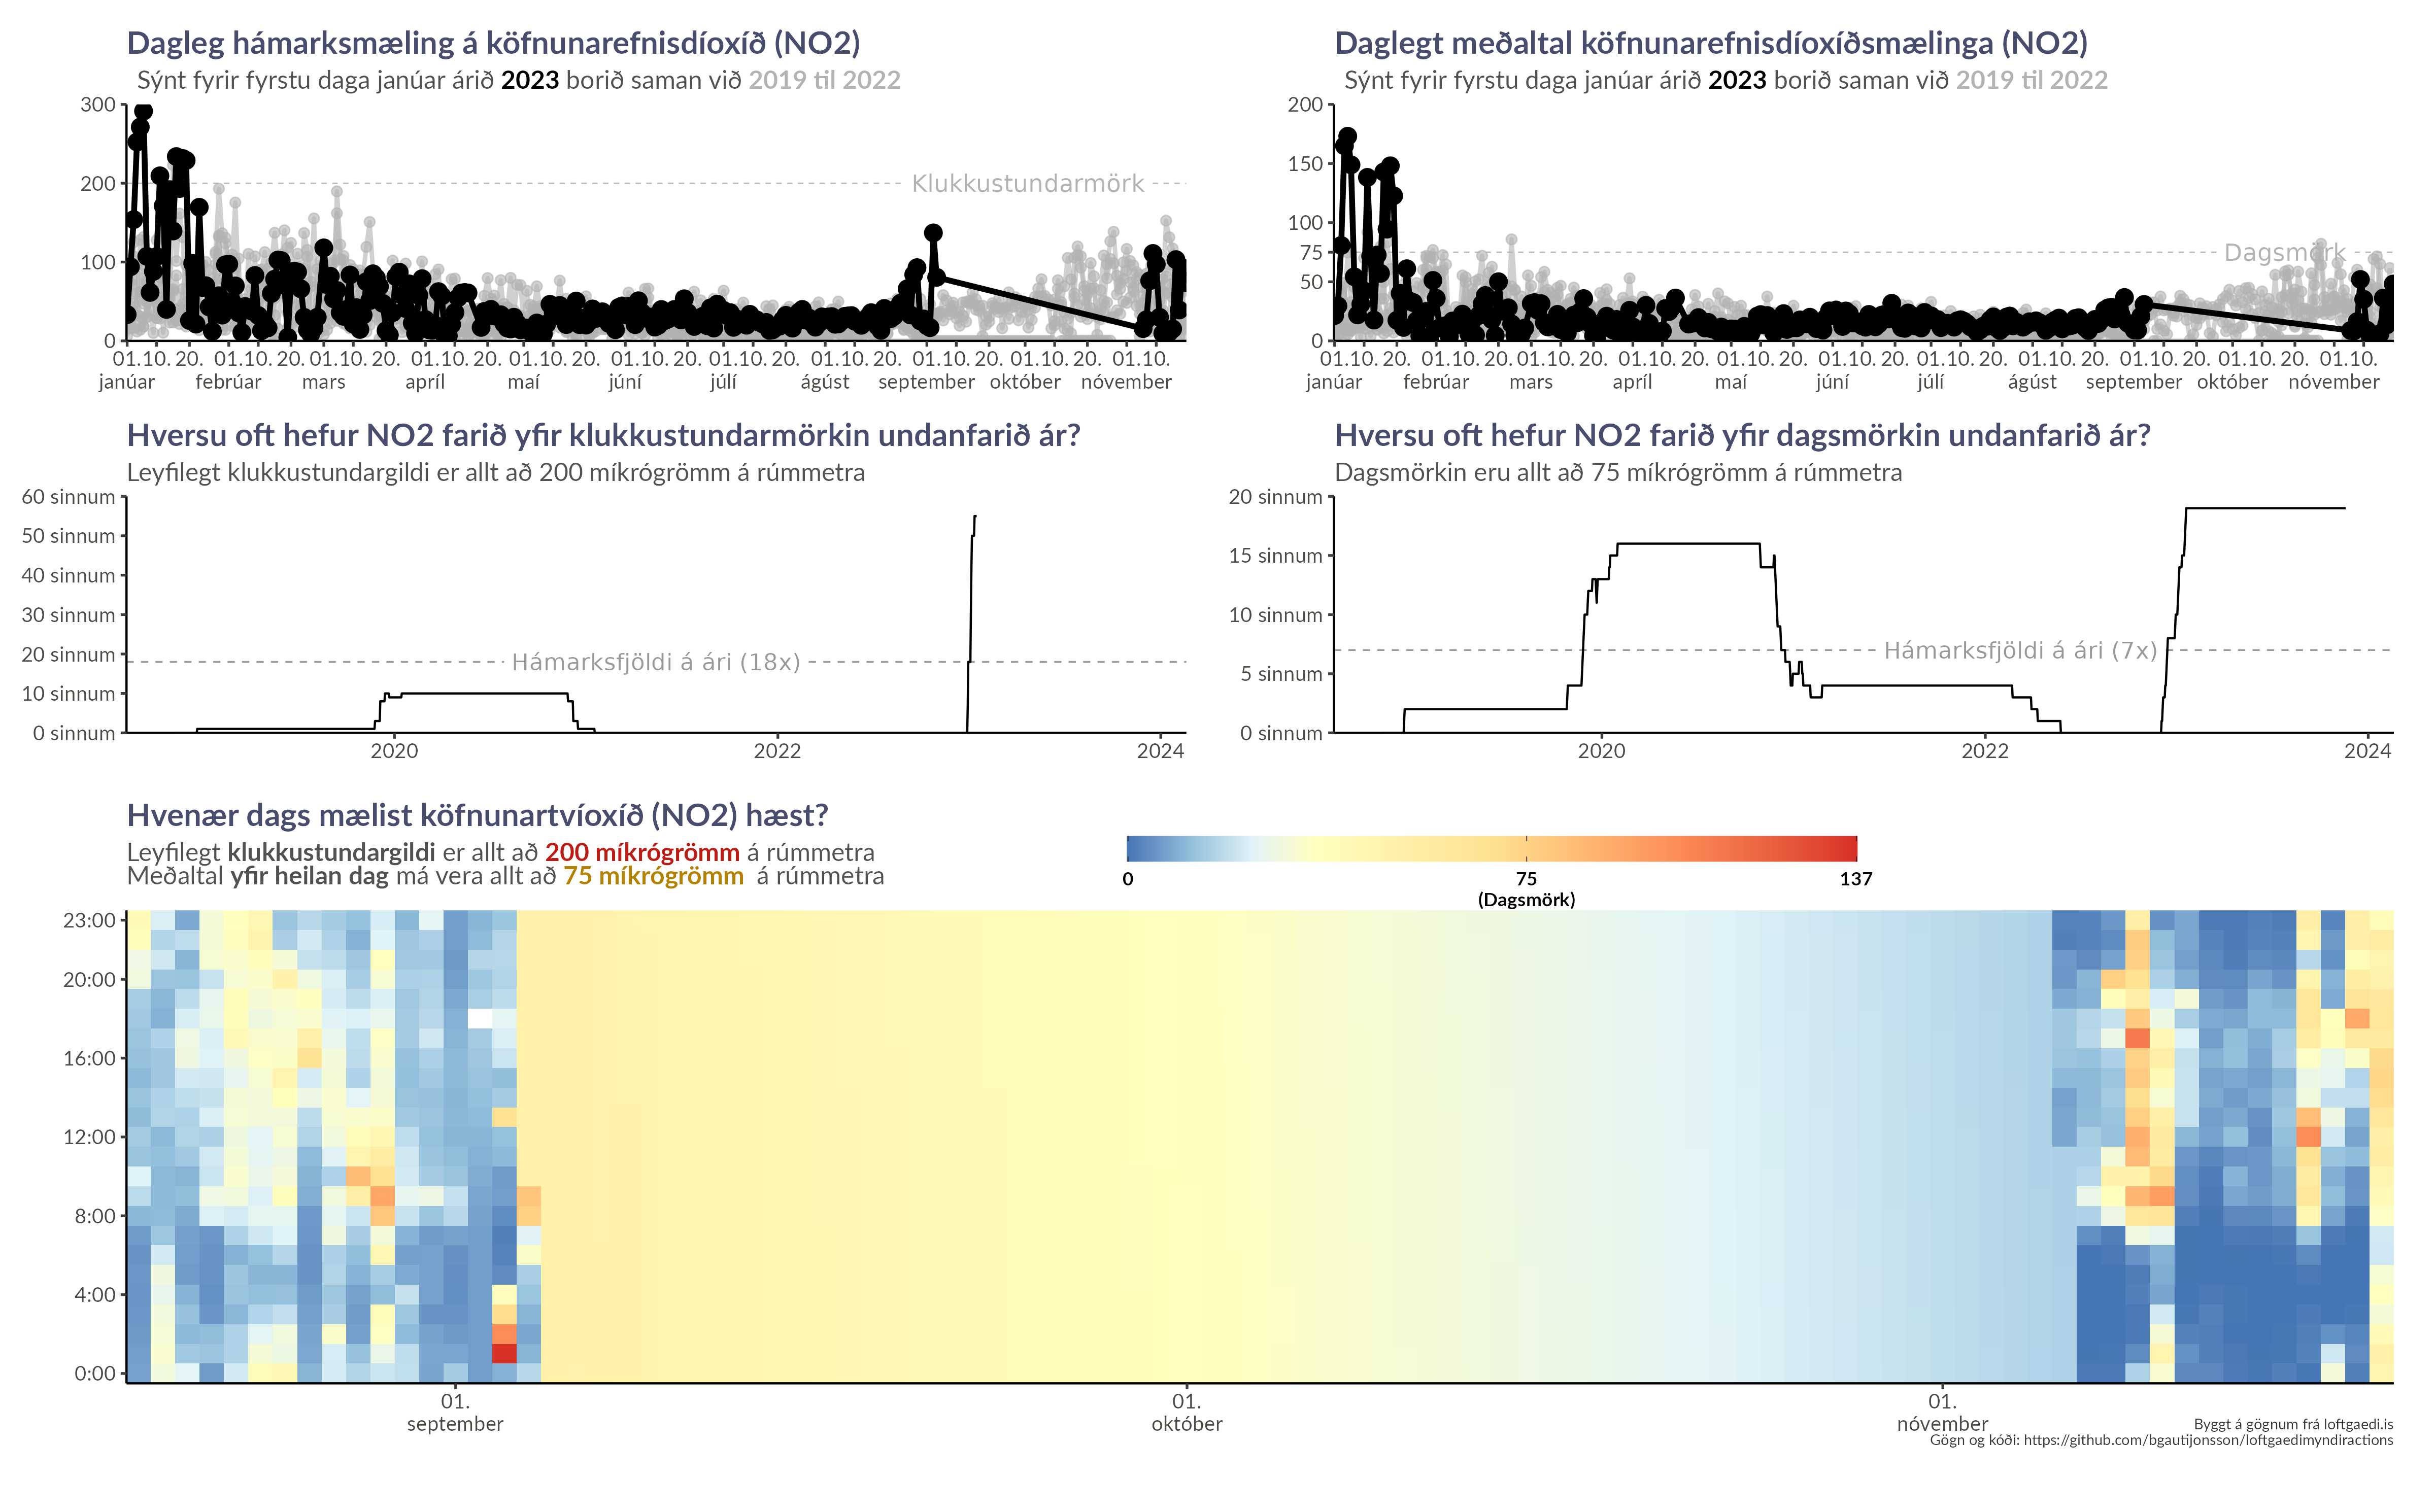 Dagleg hámarksmæling á köfnunarefnisdíoxíð (NO2)
Sýnt fyrir fyrstu daga janúar árið 2023 borið saman við 2019 til 2022
300
200
100
0
Klukkustundarmörk
01. 10. 20. 01. 10. 20. 01. 10. 20. 01. 10. 20. 01. 10. 20. 01. 10. 20. 01. 10. 20. 01. 10. 20. 01. 10. 20. 01. 10. 20. 01. 10.
janúar febrúar mars apríl maí júní júlí ágúst september október nóvember
Daglegt meðaltal köfnunarefnisdíoxíðsmælinga (NO2)
Sýnt fyrir fyrstu daga janúar árið 2023 borið saman við 2019 til 2022
200
150
100
75
50
0
Dagsmörk
01. 10. 20. 01. 10. 20. 01. 10. 20. 01. 10. 20. 01. 10. 20. 01. 10. 20. 01. 10. 20. 01. 10. 20. 01. 10. 20. 01. 10. 20. 01. 10.
janúar febrúar mars apríl maí júní júlí ágúst september október nóvember
Hversu oft hefur NO2 farið yfir klukkustundarmörkin undanfarið ár?
Leyfilegt klukkustundargildi er allt að 200 míkrógrömm á rúmmetra
60 sinnum
50 sinnum
40 sinnum
30 sinnum
20 sinnum
10 sinnum
0 sinnum
Hámarksfjöldi á ári (18x)
2020 2022 2024
Hversu oft hefur NO2 farið yfir dagsmörkin undanfarið ár?
Dagsmörkin eru allt að 75 míkrógrömm á rúmmetra
20 sinnum
15 sinnum
10 sinnum
5 sinnum
0 sinnum
Hámarksfjöldi á ári (7x)
2020 2022 2024
Hvenær dags mælist köfnunartvíoxíð (NO2) hæst?
Leyfilegt klukkustundargildi er allt að 200 míkrógrömm á rúmmetra
Meðaltal yfir heilan dag má vera allt að 75 míkrógrömm á rúmmetra
0 75 137
(Dagsmörk)
23:00
20:00
16:00
12:00
8:00
4:00
0:00
01. 01. 01.
september október nóvember
Byggt á gögnum frá loftgaedi.is
Gögn og kóði: https://github.com/bgautijonsson/loftgaedimyndiractions